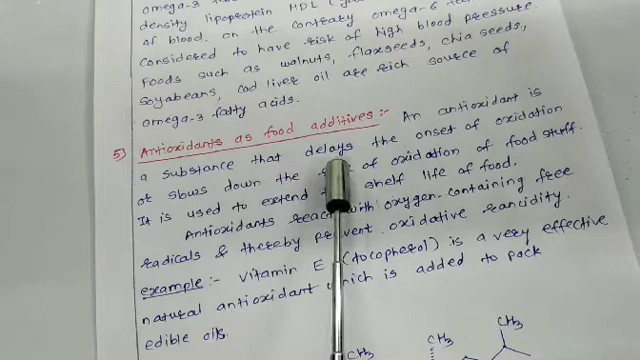 omega-3
density lipoprotein HDL
of blood. On the contrary omega-6
considered to have risk of high blood pressure.
Foods such as walnuts, flaxseeds, chia seeds,
soyabeans, cod liver oil are rich source of
omega-3 fatty acids.
5) Antioxidants as food additives :- An antioxidant is
a substance that delays the onset of oxidation
or slows down the of oxidation of food stuff.
It is used to extend shelf life of food.
Antioxidants react with oxygen-containing free
radicals & thereby prevent oxidative rancidity.
example :- Vitamin E (tocopherol) is a very effective
natural antioxidant which is added to pack
edible oils.
CH3
CH3
CH3